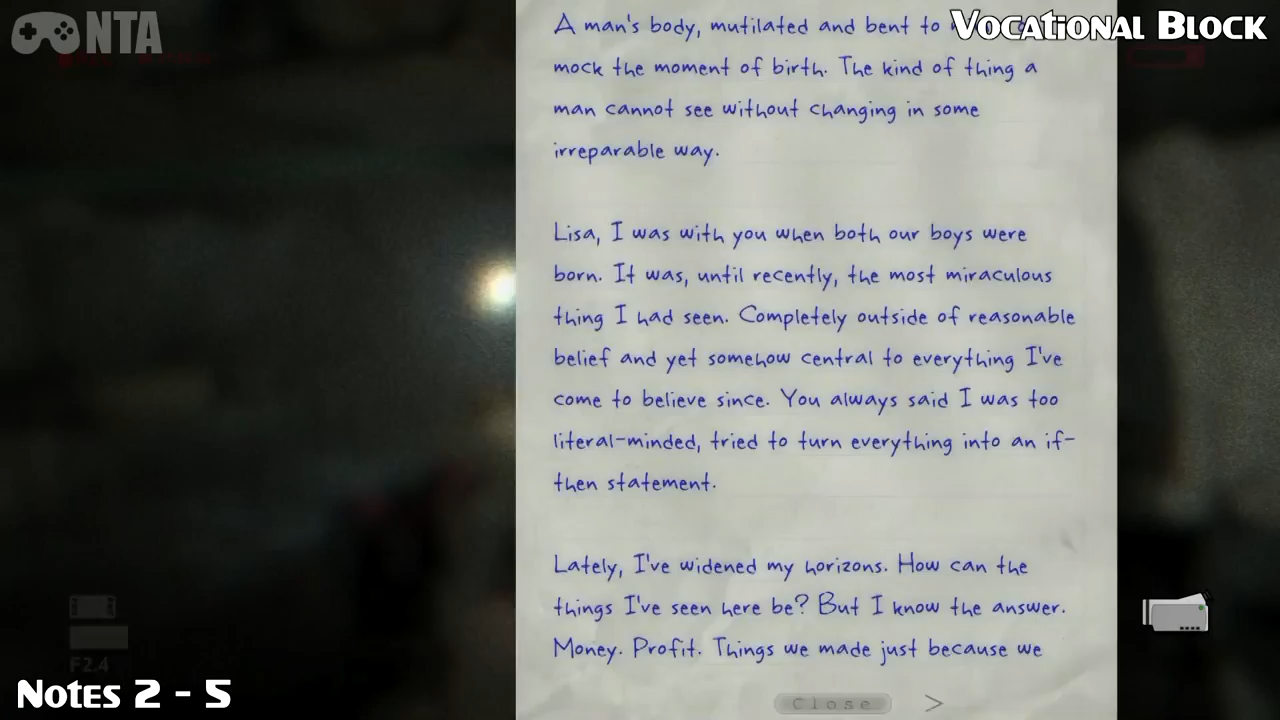 NTA
Vocational Block
A man's body, mutilated and bent to
mock the moment of birth. The kind of thing a
man cannot see without changing in some
irreparable way.
Lisa, I was with you when both our boys were
born. It was, until recently, the most miraculous
thing I had seen. Completely outside of reasonable
belief and yet somehow central to everything I've
come to believe since. You always said I was too
literal-minded, tried to turn everything into an if-
then statement.
Lately, I've widened my horizons. How can the
things I've seen here be? But I know the answer.
Money. Profit. Things we made just because we
F2.4
Notes 2 - 5
Close >